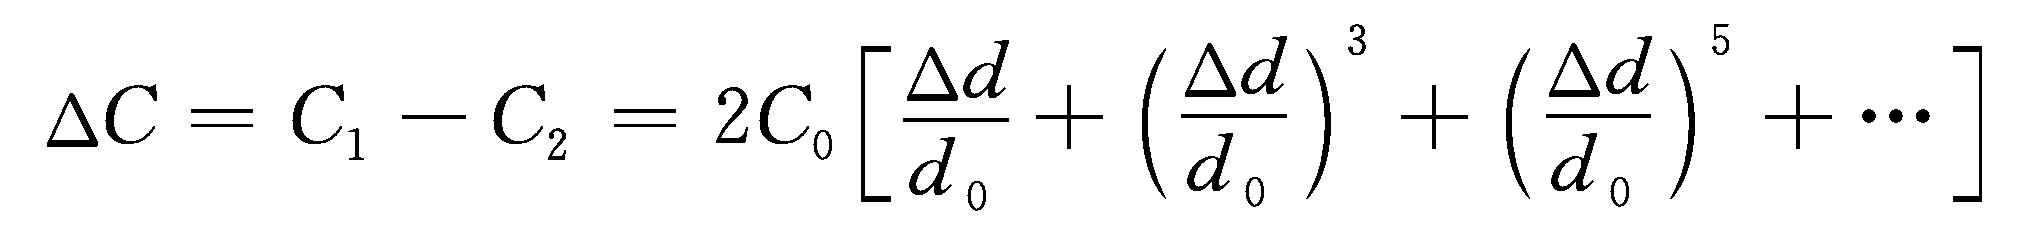 ΔC = C₁ − C₂ = 2C₀[Δd/d₀ + (Δd/d₀)³ + (Δd/d₀)⁵ + ⋯]